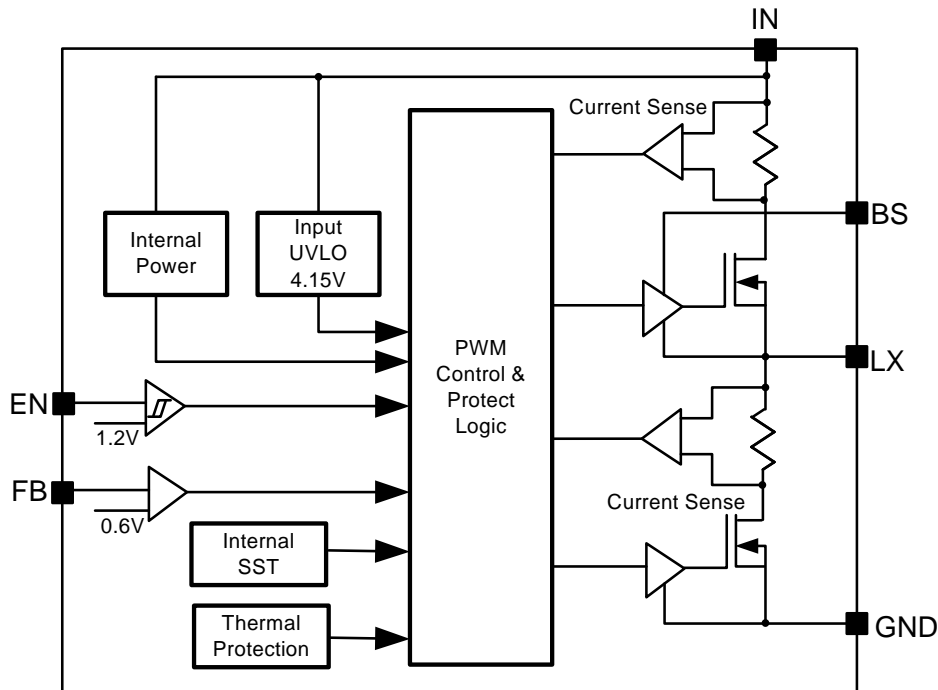 IN
Current Sense
BS
Internal
Power
Input
UVLO
4.15V
PWM
Control &
Protect
Logic
LX
EN
1.2V
FB
0.6V
Current Sense
Internal
SST
Thermal
Protection
GND